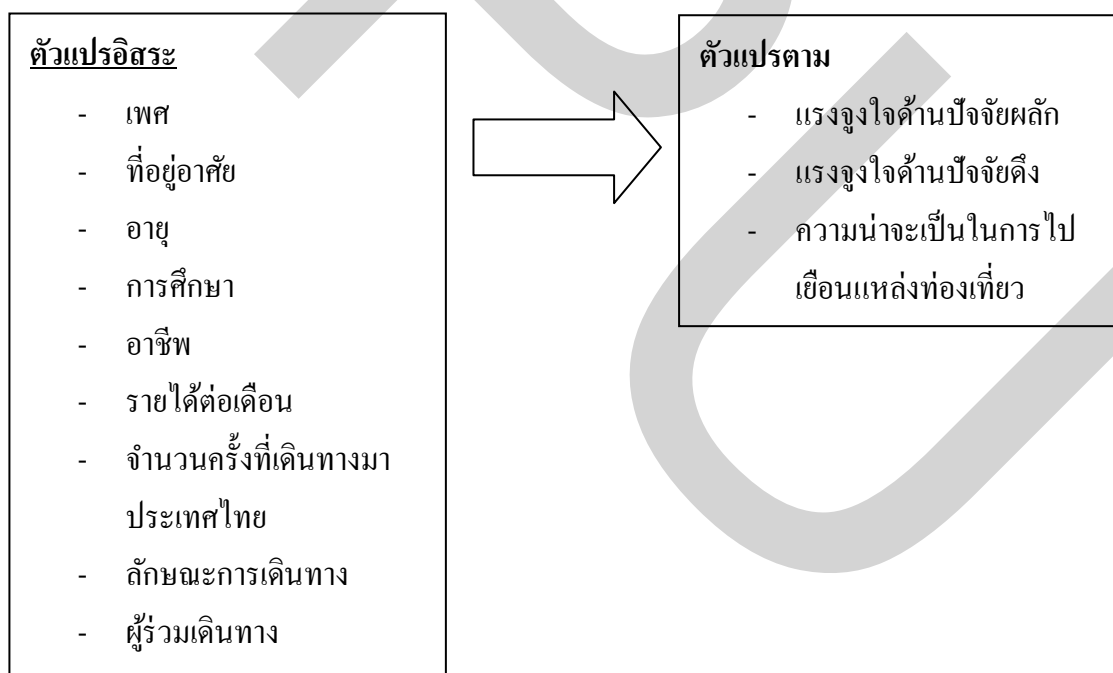 ตัวแปรอิสระ
- เพศ
- ที่อยู่อาศัย
- อายุ
- การศึกษา
- อาชีพ
- รายได้ต่อเดือน
- จำนวนครั้งที่เดินทางมา
ประเทศไทย
- ลักษณะการเดินทาง
- ผู้ร่วมเดินทาง
ตัวแปรตาม
- แรงจูงใจด้านปัจจัยผลัก
- แรงจูงใจด้านปัจจัยดึง
- ความน่าจะเป็นในการไป
เยือนแหล่งท่องเที่ยว